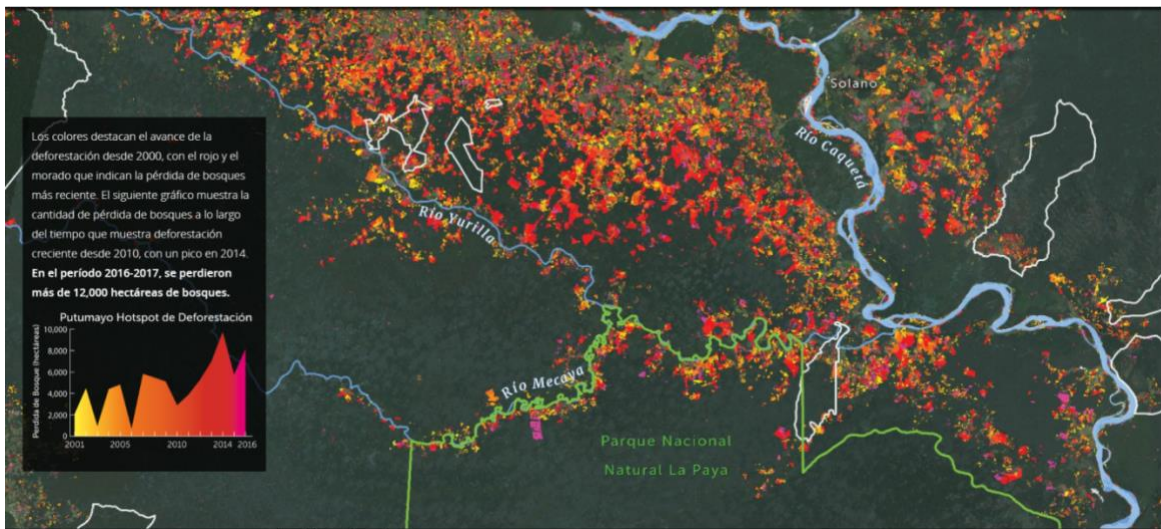 Los colores destacan el avance de la
deforestación desde 2000, con el rojo y el
morado que indican la pérdida de bosques
más reciente. El siguiente gráfico muestra la
cantidad de pérdida de bosques a lo largo
del tiempo que muestra deforestación
creciente desde 2010, con un pico en 2014.
En el período 2016-2017, se perdieron
más de 12,000 hectáreas de bosques.
Putumayo Hotspot de Deforestación
Perdida de Bosque (hectáreas)
10,000
8,000
6,000
4,000
2,000
0
2001 2005 2010 2014 2016
Solano
Río Caquetá
Río Yurilla
Río Mecaya
Parque Nacional
Natural La Paya